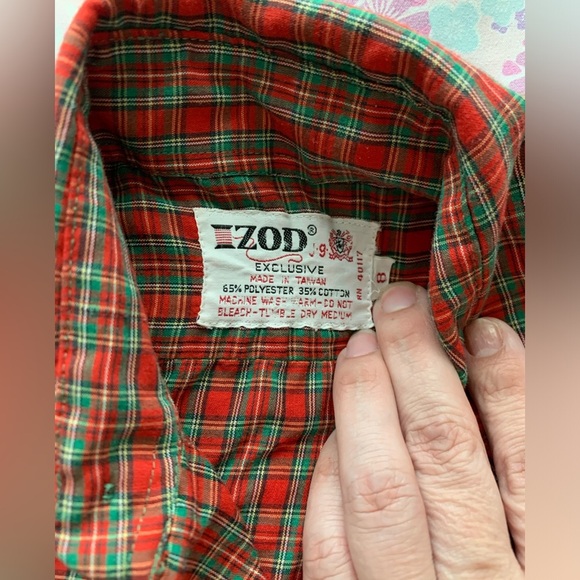 IZOD® j.g.
EXCLUSIVE
MADE IN TAIWAN
65% POLYESTER 35% COTTON
MACHINE WASH WARM-DO NOT
BLEACH-TUMBLE DRY MEDIUM
RN 40117
8